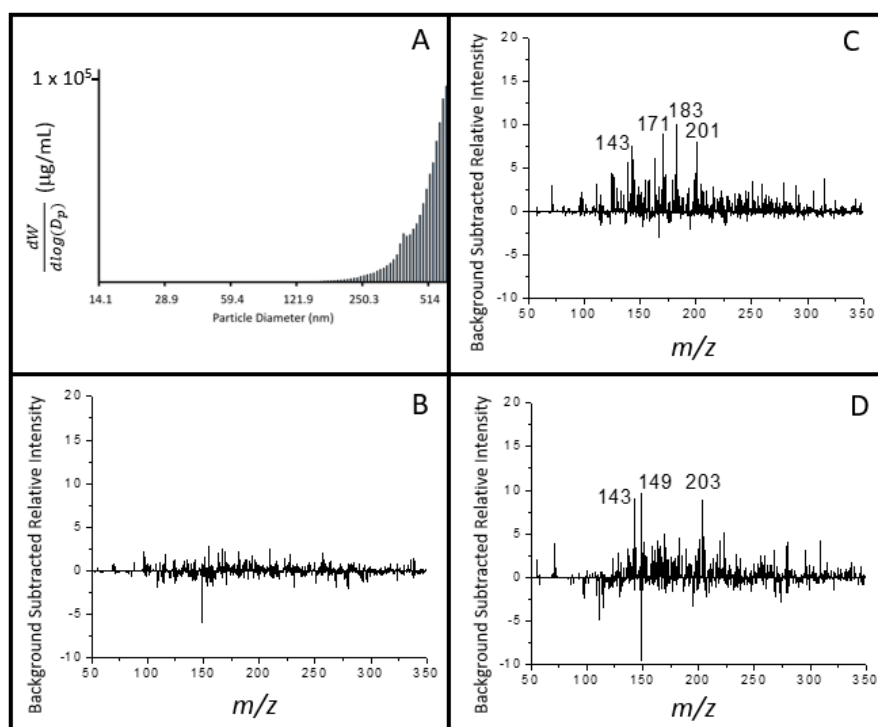 A
1 x 10⁵
dW
dlog(Dₚ)
(µg/mL)
14.1 28.9 59.4 121.9 250.3 514
Particle Diameter (nm)
C
Background Subtracted Relative Intensity
20
15
10
5
0
-5
-10
143 171 183 201
50 100 150 200 250 300 350
m/z
B
Background Subtracted Relative Intensity
20
15
10
5
0
-5
-10
50 100 150 200 250 300 350
m/z
D
Background Subtracted Relative Intensity
20
15
10
5
0
-5
-10
143 149 203
50 100 150 200 250 300 350
m/z